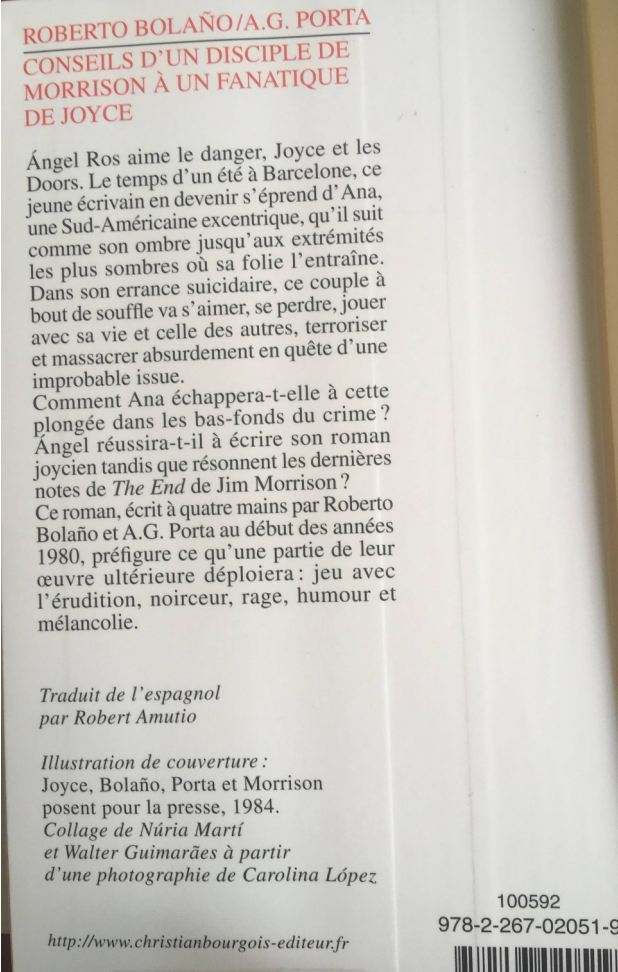 ROBERTO BOLAÑO/A.G. PORTA
CONSEILS D'UN DISCIPLE DE
MORRISON À UN FANATIQUE
DE JOYCE
Ángel Ros aime le danger, Joyce et les
Doors. Le temps d'un été à Barcelone, ce
jeune écrivain en devenir s'éprend d'Ana,
une Sud-Américaine excentrique, qu'il suit
comme son ombre jusqu'aux extrémités
les plus sombres où sa folie l'entraîne.
Dans son errance suicidaire, ce couple à
bout de souffle va s'aimer, se perdre, jouer
avec sa vie et celle des autres, terroriser
et massacrer absurdement en quête d'une
improbable issue.
Comment Ana échappera-t-elle à cette
plongée dans les bas-fonds du crime ?
Ángel réussira-t-il à écrire son roman
joycien tandis que résonnent les dernières
notes de The End de Jim Morrison ?
Ce roman, écrit à quatre mains par Roberto
Bolaño et A.G. Porta au début des années
1980, préfigure ce qu'une partie de leur
œuvre ultérieure déploiera : jeu avec
l'érudition, noirceur, rage, humour et
mélancolie.
Traduit de l'espagnol
par Robert Amutio
Illustration de couverture :
Joyce, Bolaño, Porta et Morrison
posent pour la presse, 1984.
Collage de Núria Martí
et Walter Guimarães à partir
d'une photographie de Carolina López
http://www.christianbourgois-editeur.fr
100592
978-2-267-02051-9